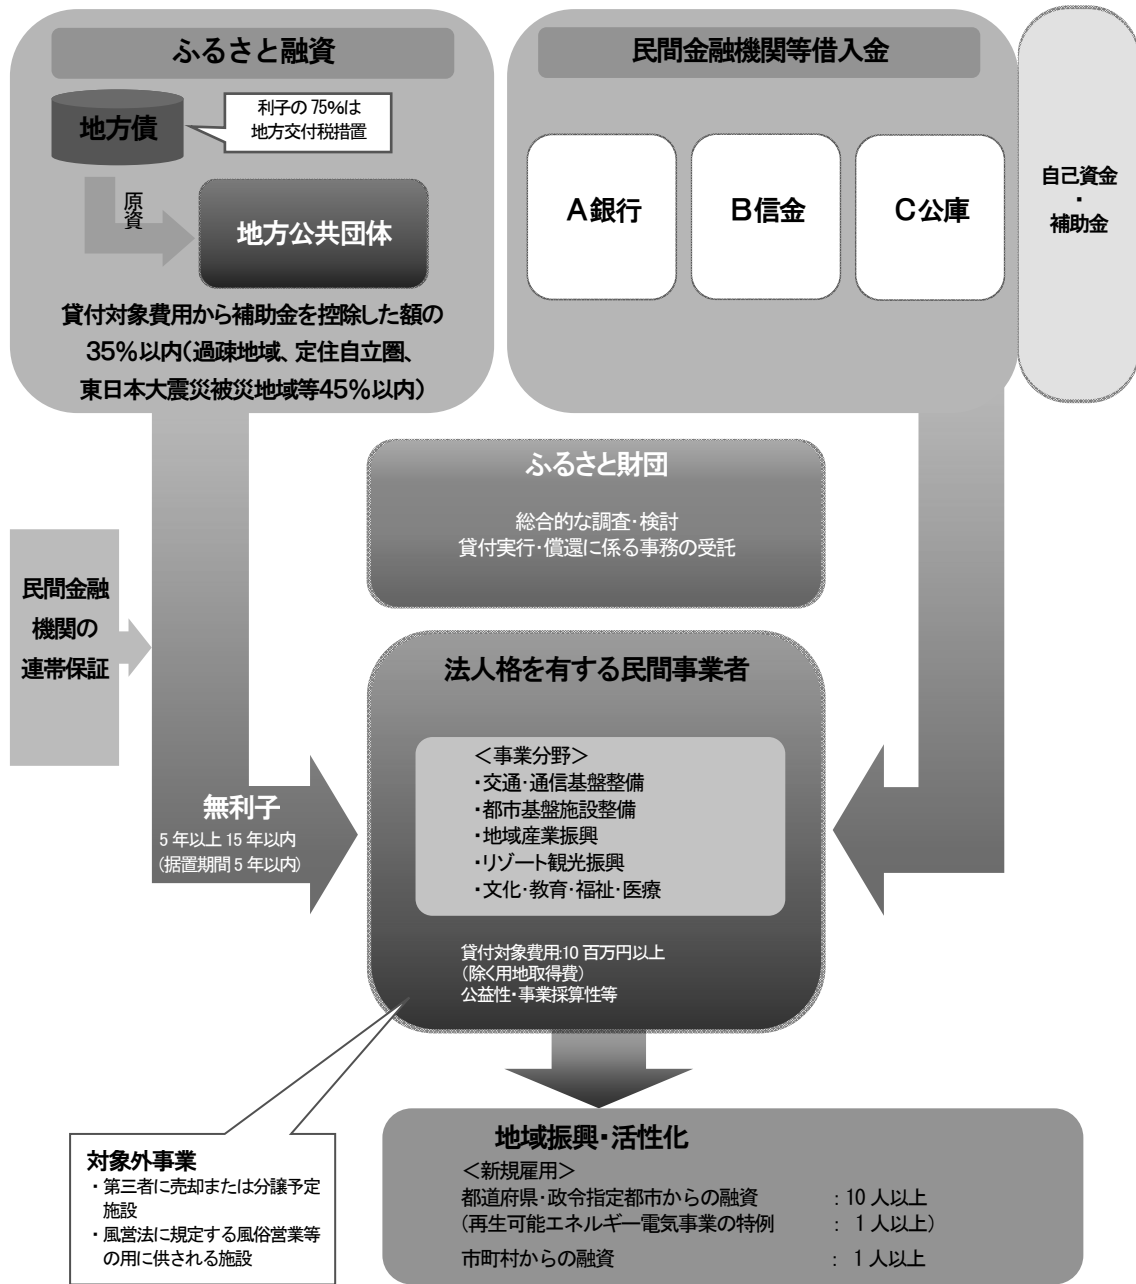 ふるさと融資
地方債
利子の 75%は
地方交付税措置
原資
地方公共団体
貸付対象費用から補助金を控除した額の
35%以内(過疎地域、定住自立圏、
東日本大震災被災地域等45%以内)
民間金融機関等借入金
A銀行
B信金
C公庫
自己資金
・
補助金
ふるさと財団
総合的な調査・検討
貸付実行・償還に係る事務の受託
民間金融
機関の
連帯保証
無利子
5 年以上 15 年以内
(据置期間 5 年以内)
法人格を有する民間事業者
<事業分野>
・交通・通信基盤整備
・都市基盤施設整備
・地域産業振興
・リゾート観光振興
・文化・教育・福祉・医療
貸付対象費用:10 百万円以上
(除く用地取得費)
公益性・事業採算性等
対象外事業
・第三者に売却または分譲予定
施設
・風営法に規定する風俗営業等
の用に供される施設
地域振興・活性化
<新規雇用>
都道府県・政令指定都市からの融資 : 10 人以上
(再生可能エネルギー電気事業の特例 : 1 人以上)
市町村からの融資 : 1 人以上